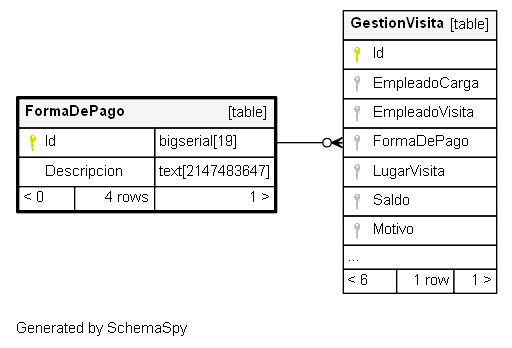 GestionVisita [table]
Id
EmpleadoCarga
EmpleadoVisita
FormaDePago
LugarVisita
Saldo
Motivo
...
< 6 1 row 1 >
FormaDePago [table]
Id bigserial[19]
Descripcion text[2147483647]
< 0 4 rows 1 >
Generated by SchemaSpy